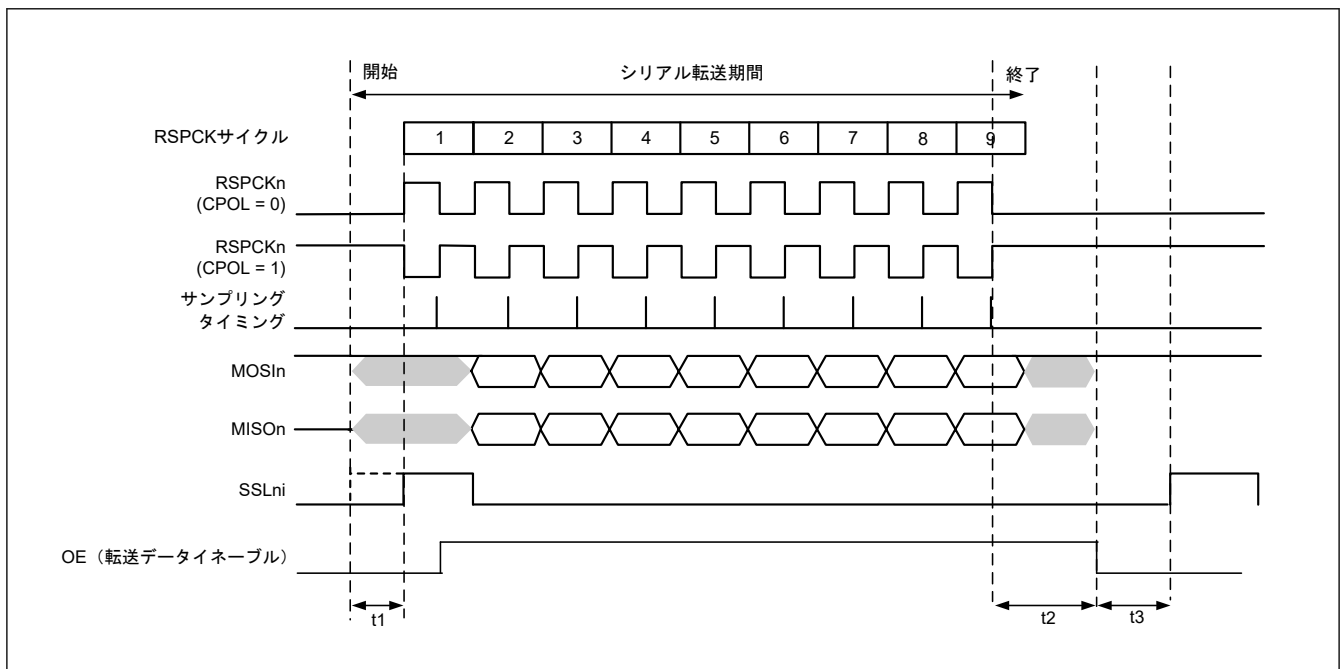 開始
シリアル転送期間
終了
RSPCKサイクル
1 2 3 4 5 6 7 8 9
RSPCKn
(CPOL = 0)
RSPCKn
(CPOL = 1)
サンプリング
タイミング
MOSIn
MISOn
SSLni
OE（転送データイネーブル）
t1
t2
t3